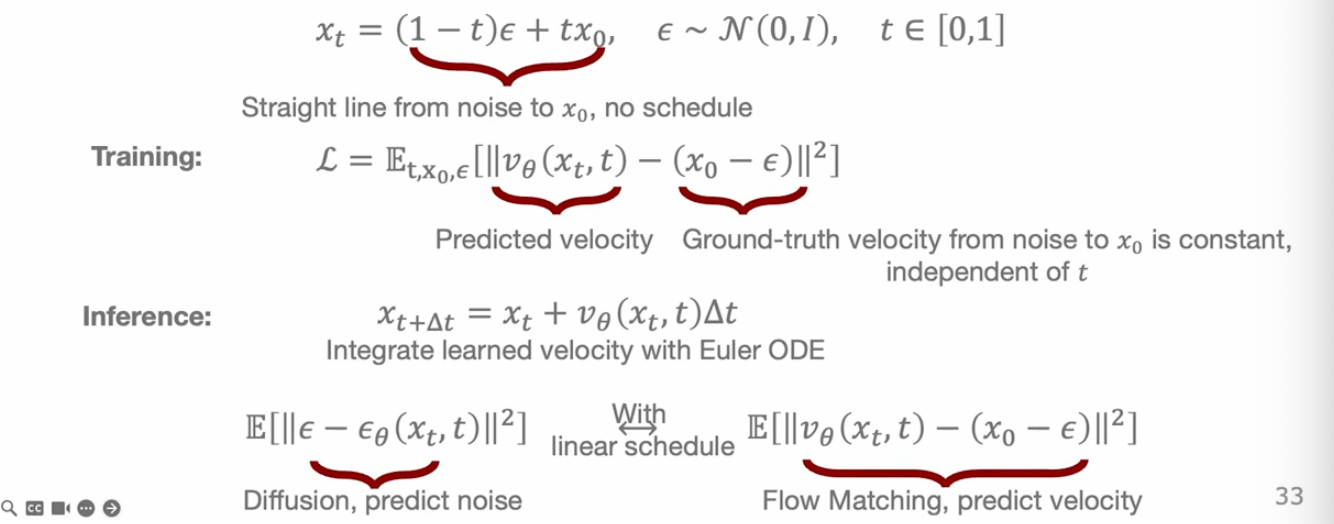 x_t = (1 − t)ϵ + tx_0, ϵ ~ 𝒩(0, I), t ∈ [0,1]
Straight line from noise to x_0, no schedule
Training: ℒ = 𝔼_{t,x_0,ϵ}[||v_θ(x_t, t) − (x_0 − ϵ)||²]
Predicted velocity Ground-truth velocity from noise to x_0 is constant,
independent of t
Inference: x_{t+Δt} = x_t + v_θ(x_t, t)Δt
Integrate learned velocity with Euler ODE
𝔼[||ϵ − ϵ_θ(x_t, t)||²] With ⟷ linear schedule 𝔼[||v_θ(x_t, t) − (x_0 − ϵ)||²]
Diffusion, predict noise Flow Matching, predict velocity
33
CC